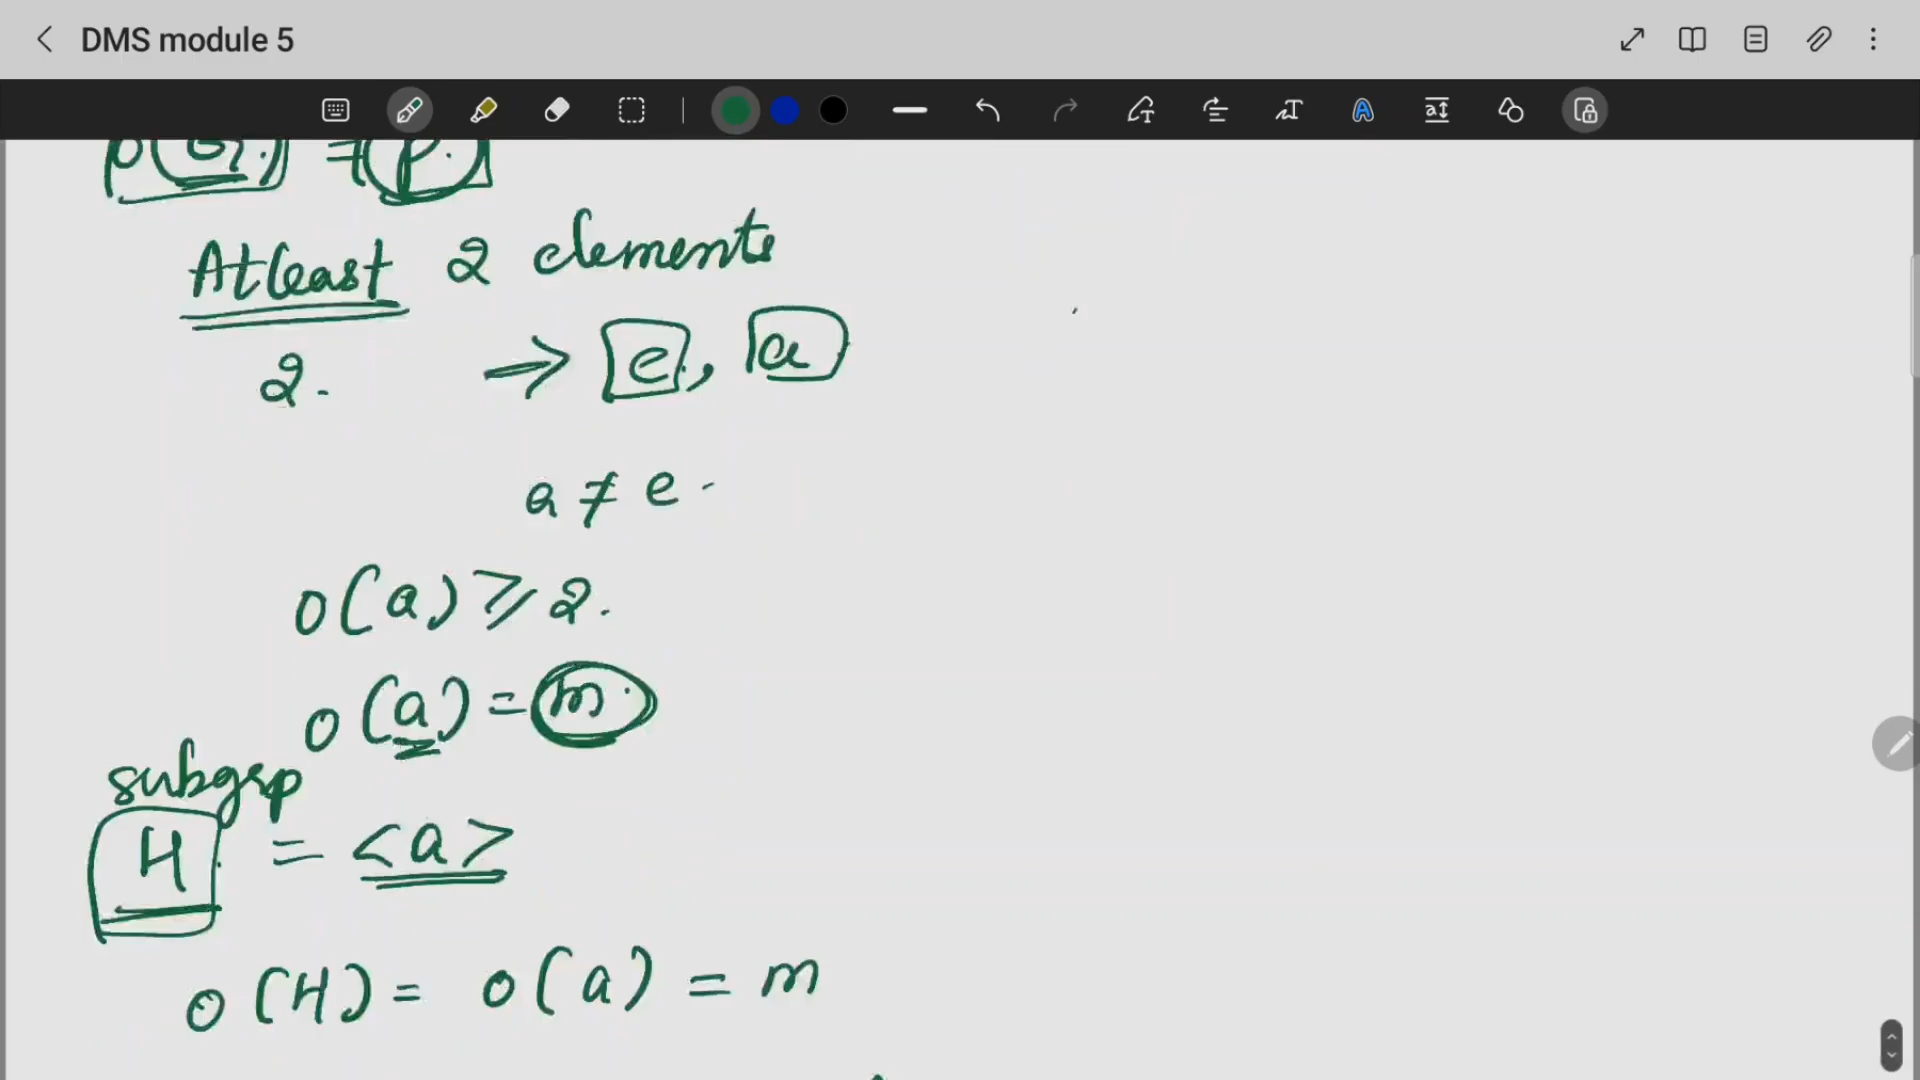 DMS module 5
o(G.) = p.
Atleast 2 elements
2. → e., a
a ≠ e.
o(a) ≥ 2.
o(a) = m.
subgrp
H. = <a>
o(H) = o(a) = m